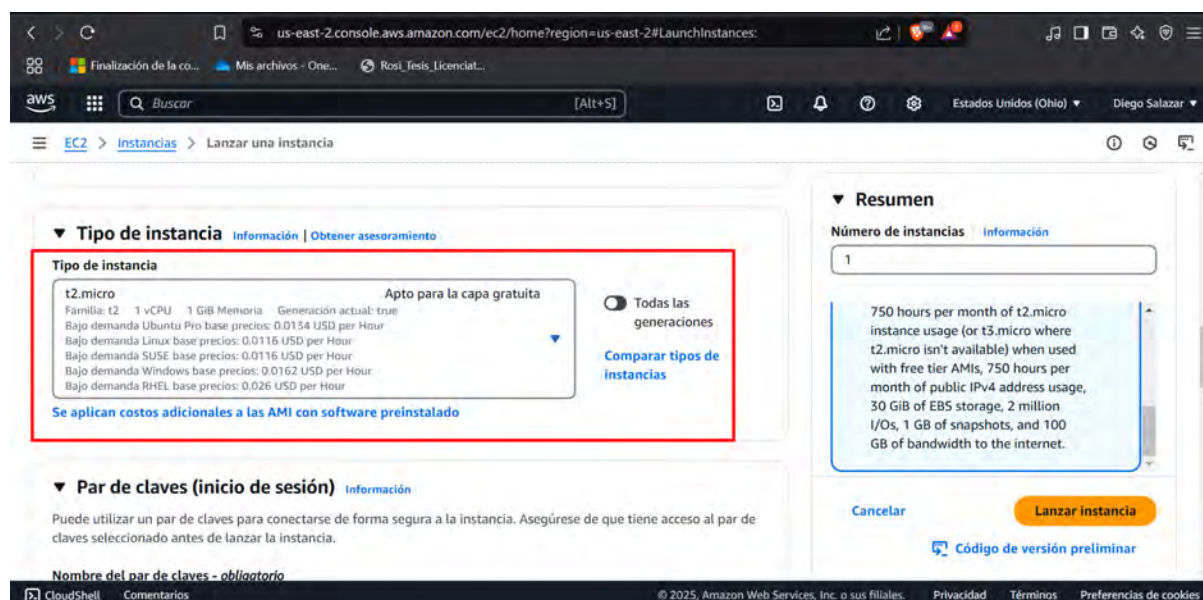 us-east-2.console.aws.amazon.com/ec2/home?region=us-east-2#LaunchInstances:
Finalización de la co... Mis archivos - One... Rosi_Tesis_Licenciat...
aws Buscar [Alt+S] Estados Unidos (Ohio) Diego Salazar
EC2 > Instancias > Lanzar una instancia
Tipo de instancia Información | Obtener asesoramiento
Tipo de instancia
t2.micro Apto para la capa gratuita
Familia: t2 1 vCPU 1 GiB Memoria Generación actual: true
Bajo demanda Ubuntu Pro base precios: 0.0134 USD per Hour
Bajo demanda Linux base precios: 0.0116 USD per Hour
Bajo demanda SUSE base precios: 0.0116 USD per Hour
Bajo demanda Windows base precios: 0.0162 USD per Hour
Bajo demanda RHEL base precios: 0.026 USD per Hour
Todas las
generaciones
Comparar tipos de
instancias
Se aplican costos adicionales a las AMI con software preinstalado
Par de claves (inicio de sesión) Información
Puede utilizar un par de claves para conectarse de forma segura a la instancia. Asegúrese de que tiene acceso al par de
claves seleccionado antes de lanzar la instancia.
Nombre del par de claves - obligatorio
Resumen
Número de instancias Información
1
750 hours per month of t2.micro
instance usage (or t3.micro where
t2.micro isn't available) when used
with free tier AMIs, 750 hours per
month of public IPv4 address usage,
30 GiB of EBS storage, 2 million
I/Os, 1 GB of snapshots, and 100
GB of bandwidth to the internet.
Cancelar Lanzar instancia
Código de versión preliminar
CloudShell Comentarios © 2025, Amazon Web Services, Inc. o sus filiales. Privacidad Términos Preferencias de cookies